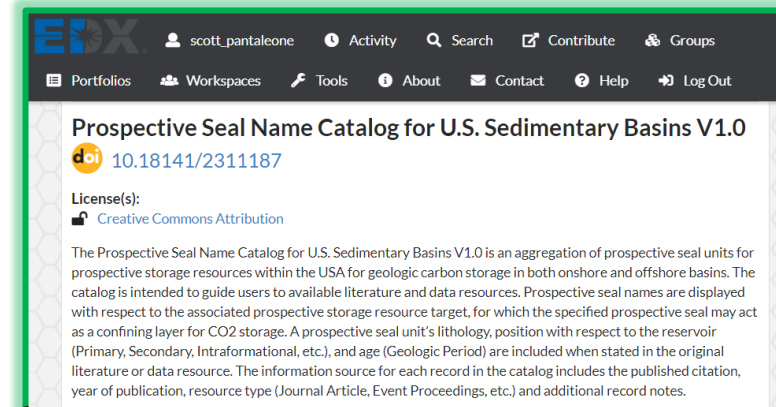 EDX scott_pantaleone Activity Search Contribute Groups
Portfolios Workspaces Tools About Contact Help Log Out
Prospective Seal Name Catalog for U.S. Sedimentary Basins V1.0
doi 10.18141/2311187
License(s):
Creative Commons Attribution
The Prospective Seal Name Catalog for U.S. Sedimentary Basins V1.0 is an aggregation of prospective seal units for
prospective storage resources within the USA for geologic carbon storage in both onshore and offshore basins. The
catalog is intended to guide users to available literature and data resources. Prospective seal names are displayed
with respect to the associated prospective storage resource target, for which the specified prospective seal may act
as a confining layer for CO2 storage. A prospective seal unit's lithology, position with respect to the reservoir
(Primary, Secondary, Intraformational, etc.), and age (Geologic Period) are included when stated in the original
literature or data resource. The information source for each record in the catalog includes the published citation,
year of publication, resource type (Journal Article, Event Proceedings, etc.) and additional record notes.